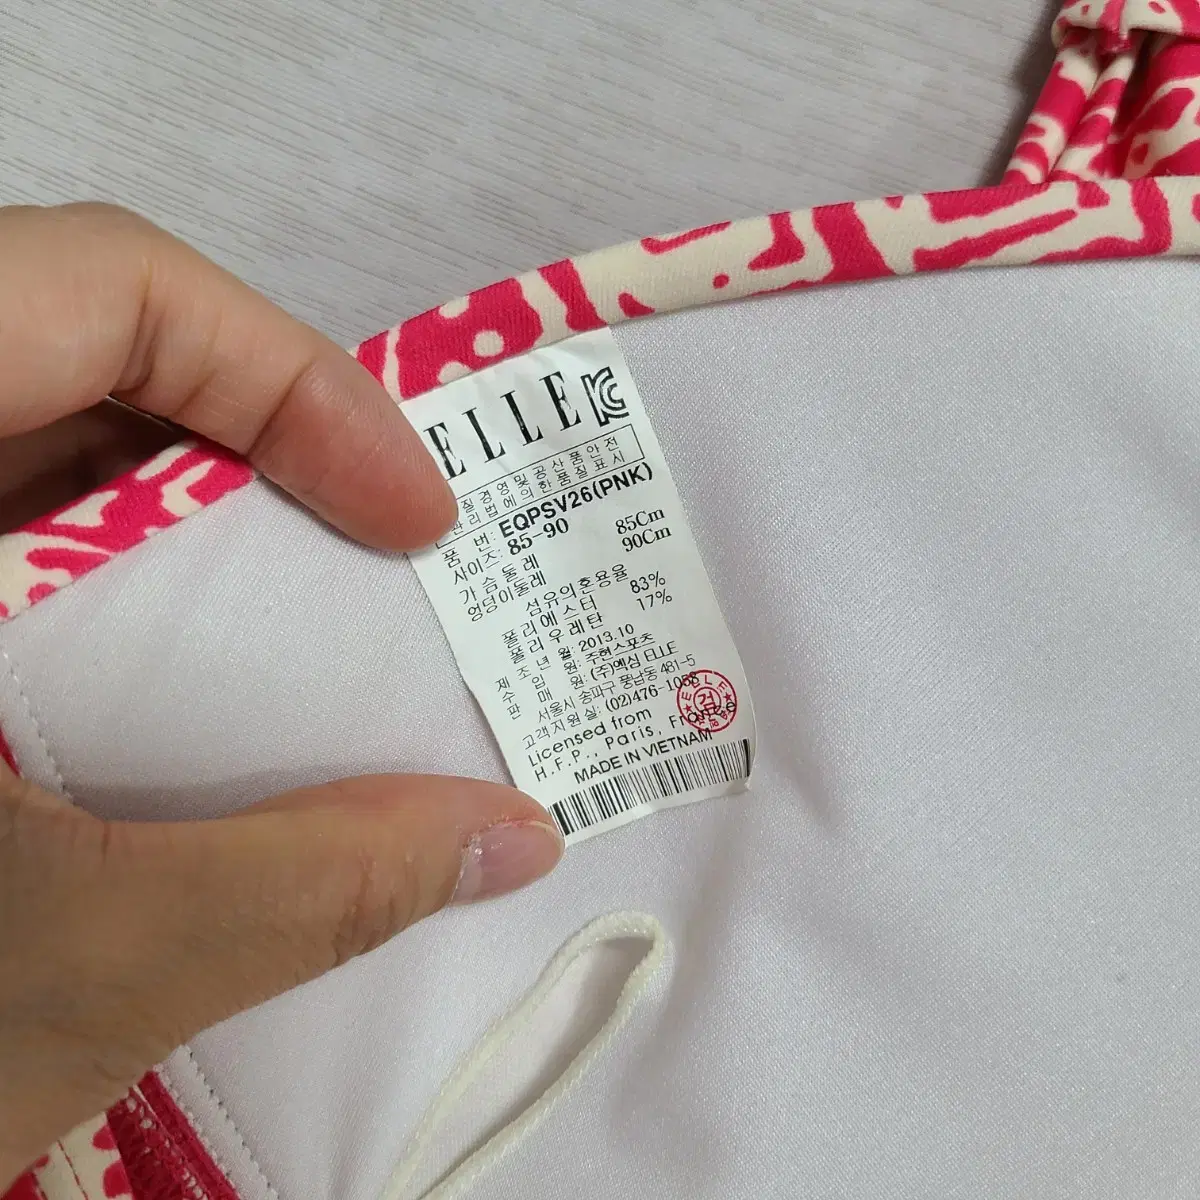 ELLE
질경영및공산품안전
관리법에의한품질표시
품 번: EQPSV26(PNK)
사이즈: 85-90
가슴둘레 85Cm
엉덩이둘레 90Cm
섬유의혼용율
폴리에스터 83%
폴리우레탄 17%
제 조 년 월: 2013.10
수 입 원: 주현스포츠
판 매 원: (주)엑심 ELLE
서울시 송파구 풍납동 481-5
고객지원실: (02)476-1058
Licensed from
H.F.P., Paris, France
MADE IN VIETNAM
ELLE
검